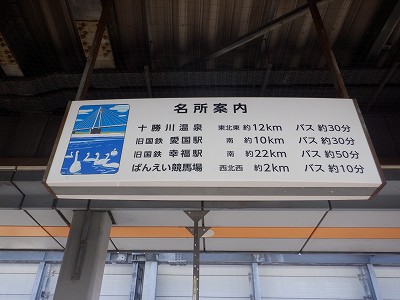 名所案内
十勝川温泉 東北東 約12km バス 約30分
旧国鉄 愛国駅 南 約10km バス 約30分
旧国鉄 幸福駅 南 約22km バス 約50分
ばんえい競馬場 西北西 約2km バス 約10分